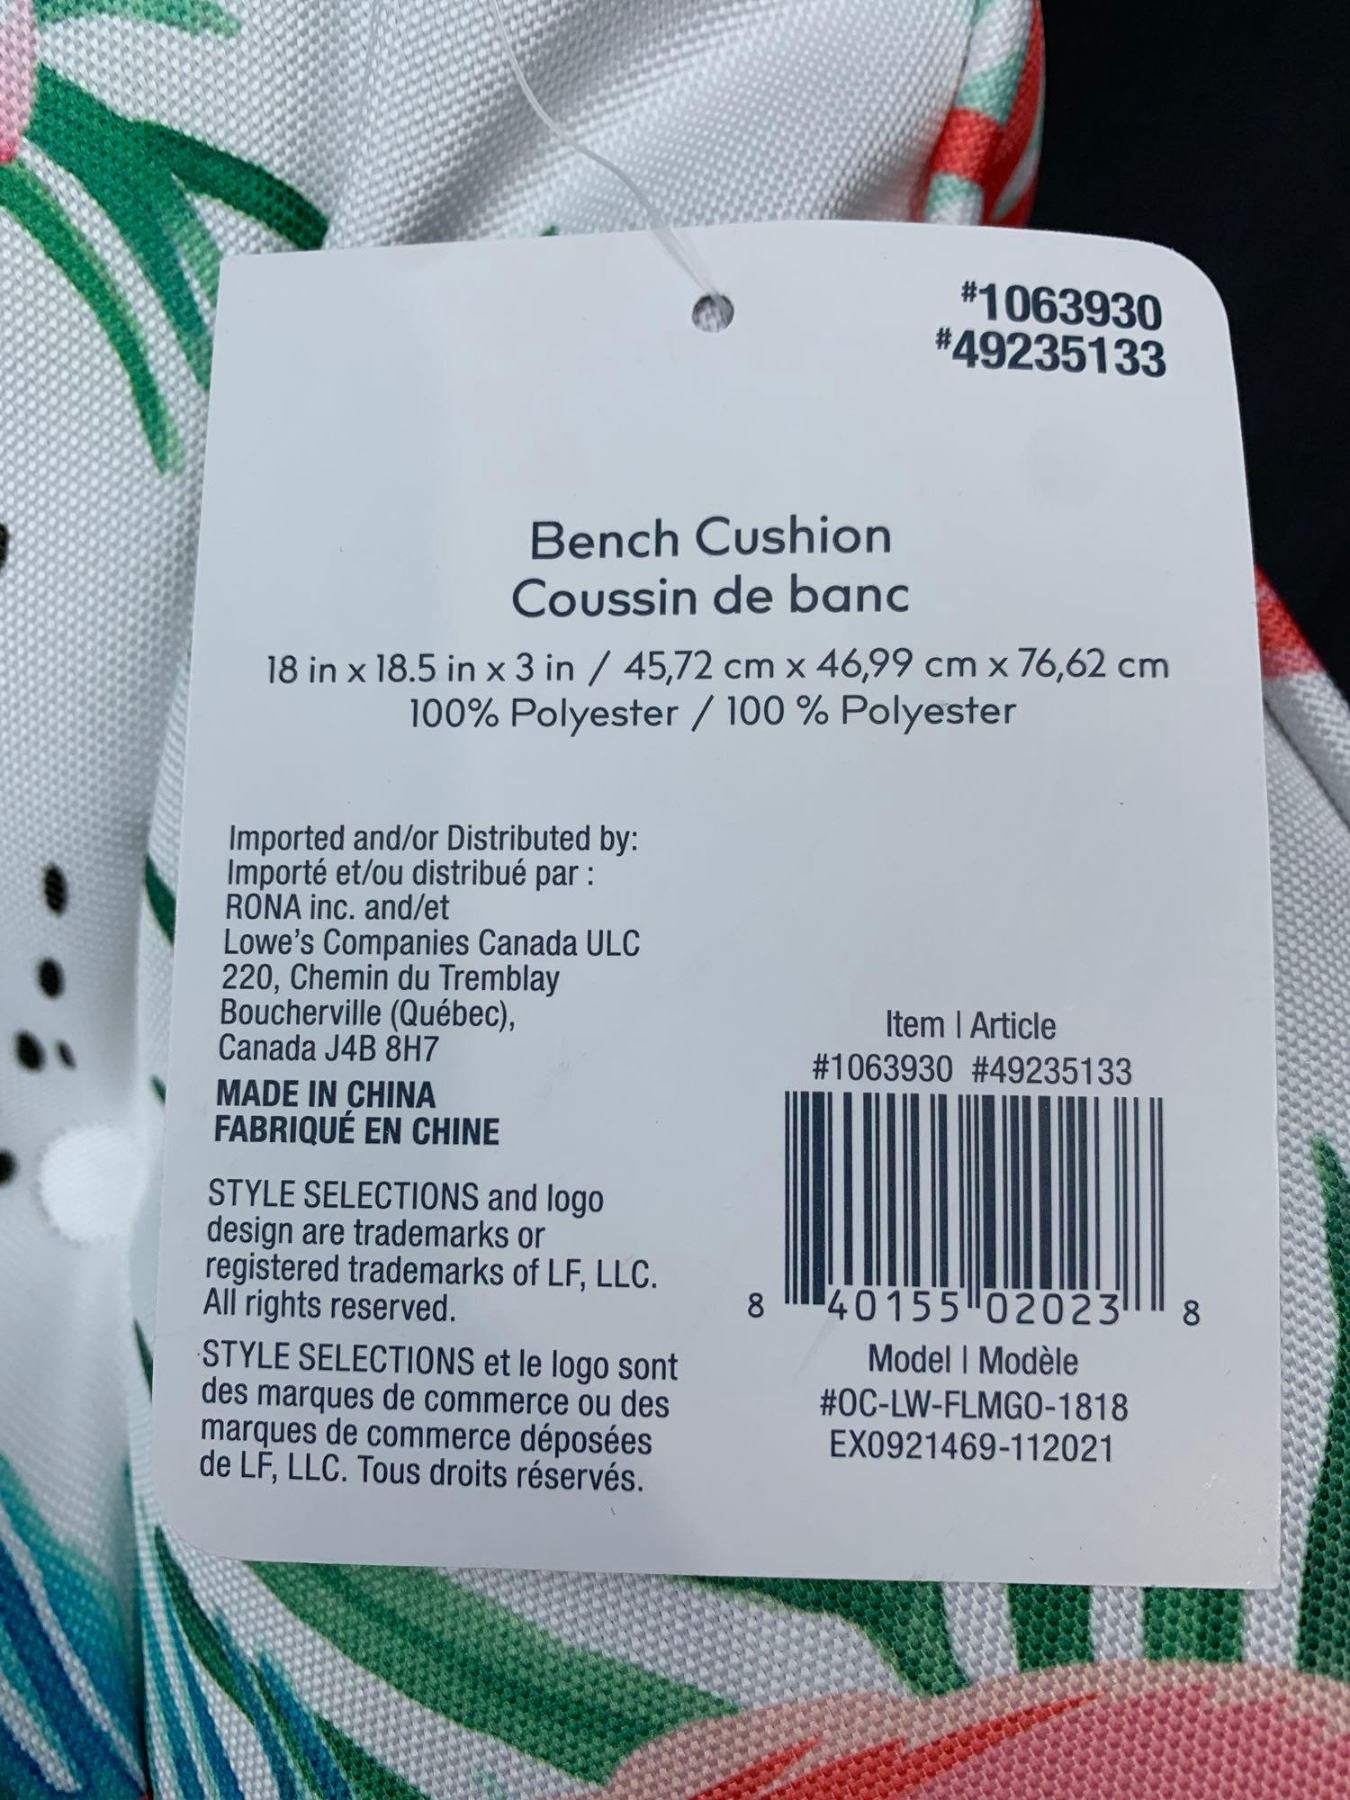 #1063930
#49235133
Bench Cushion
Coussin de banc
18 in x 18.5 in x 3 in / 45,72 cm x 46,99 cm x 76,62 cm
100% Polyester / 100 % Polyester
Imported and/or Distributed by:
Importé et/ou distribué par :
RONA inc. and/et
Lowe's Companies Canada ULC
220, Chemin du Tremblay
Boucherville (Québec),
Canada J4B 8H7
MADE IN CHINA
FABRIQUÉ EN CHINE
STYLE SELECTIONS and logo
design are trademarks or
registered trademarks of LF, LLC.
All rights reserved.
STYLE SELECTIONS et le logo sont
des marques de commerce ou des
marques de commerce déposées
de LF, LLC. Tous droits réservés.
Item | Article
#1063930 #49235133
8 40155 02023 8
Model | Modèle
#OC-LW-FLMGO-1818
EX0921469-112021